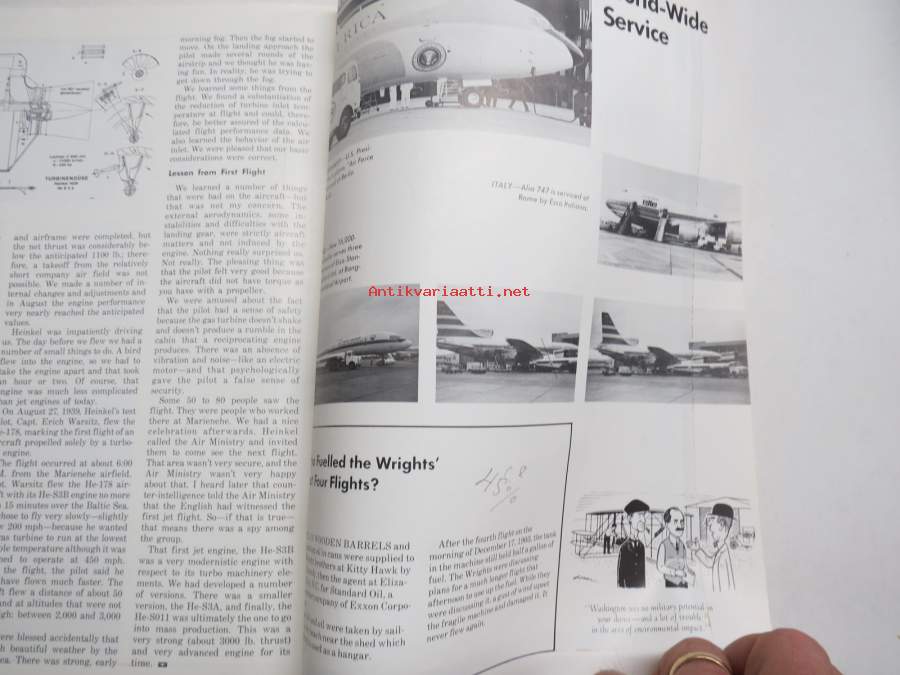 morning fog. Then the fog started to
move. On the landing approach the
pilot made several rounds of the
airstrip and we thought he was hav-
ing fun. In reality, he was trying to
get down through the fog.
We learned some things from the
flight. We found a substantiation of
the reduction of turbine inlet tem-
perature at flight and could, there-
fore, be better assured of the calcu-
lated flight performance data. We
also learned the behavior of the air
inlet. We were pleased that our basic
considerations were correct.
Lesson from First Flight
We learned a number of things
that were bad on the aircraft—but
that was not my concern. The
external aerodynamics, some in-
stabilities and difficulties with the
landing gear, were strictly aircraft
matters and not induced by the
engine. Nothing really surprised us.
Not really. The pleasing thing was
that the pilot felt very good because
the aircraft did not have torque as
you have with a propeller.
We were amused about the fact
that the pilot had a sense of safety
because the gas turbine doesn't shake
and doesn't produce a rumble in the
cabin that a reciprocating engine
produces. There was an absence of
vibration and noise—like an electric
motor—and that psychologically
gave the pilot a false sense of
security.
Some 50 to 80 people saw the
flight. They were people who worked
there at Marienehe. We had a nice
celebration afterwards. Heinkel
called the Air Ministry and invited
them to come see the next flight.
That area wasn't very secure, and the
Air Ministry wasn't very happy
about that. I heard later that coun-
ter-intelligence told the Air Ministry
that the English had witnessed the
first jet flight. So—if that is true—
that means there was a spy among
the group.
That first jet engine, the He-S3B
was a very modernistic engine with
respect to its turbo machinery ele-
ments. We had developed a number
of versions. There was a smaller
version, the He-S3A, and finally, the
He-S011 was ultimately the one to go
into mass production. This was a
very strong (about 3000 lb. thrust)
and very advanced engine for its
time.
and airframe were completed, but
the net thrust was considerably be-
low the anticipated 1100 lb.; there-
fore, a takeoff from the relatively
short company air field was not
possible. We made a number of in-
ternal changes and adjustments and
in August the engine performance
very nearly reached the anticipated
values.
Heinkel was impatiently driving
us. The day before we flew we had a
number of small things to do. A bird
flew into the engine, so we had to
take the engine apart and that took
an hour or two. Of course, that
engine was much less complicated
than jet engines of today.
On August 27, 1939, Heinkel's test
pilot, Capt. Erich Warsitz, flew the
178, marking the first flight of an
craft propelled solely by a turbo-
engine.
The flight occurred at about 6:00
from the Marienehe airfield.
Warsitz flew the He-178 air-
with its He-S3B engine no more
15 minutes over the Baltic Sea.
chose to fly very slowly—slightly
200 mph—because he wanted
turbine to run at the lowest
temperature although it was
to operate at 450 mph.
the flight, the pilot said he
have flown much faster. The
flew a distance of about 50
and at altitudes that were not
between 2,000 and 3,000
were blessed accidentally that
beautiful weather by the
There was strong, early
TURBINENSEITE
RICA
World-Wide
Service
U.S. Presi-
"Air Force
ITALY—Alia 747 is serviced at
Rome by Esso Italiana.
Antikvariaatti.net
Fuelled the Wrights'
Four Flights?
WOODEN BARRELS and
in cans were supplied to
brothers at Kitty Hawk by
then the agent at Eliza-
for Standard Oil, a
company of Exxon Corpo-
were taken by sail-
near the shed which
as a hangar.
After the fourth flight on the
morning of December 17, 1903, the tank
in the machine still held half a gallon of
fuel. The Wrights were discussing
plans for a much longer flight that
afternoon to use up the fuel. While they
were discussing it, a gust of wind upset
the fragile machine and damaged it. It
never flew again.
"Washington sees no military potential in
your device—and a lot of trouble
in the area of environmental impact."